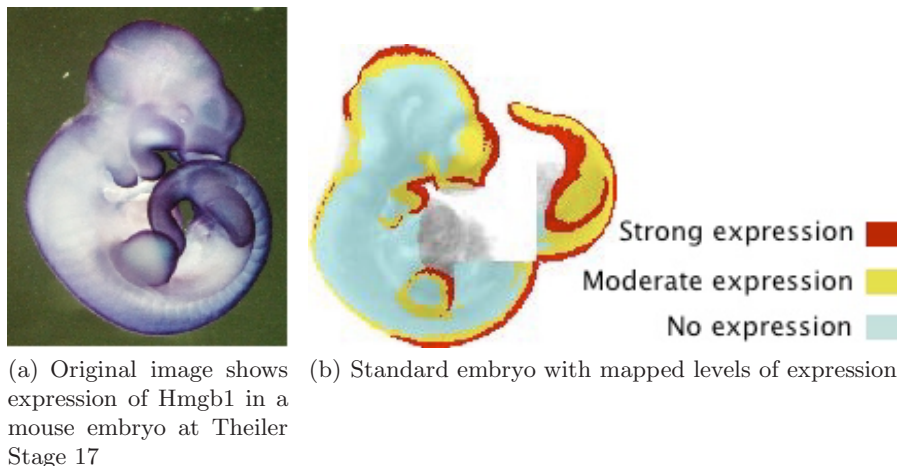 Strong expression
Moderate expression
No expression
(a) Original image shows
expression of Hmgb1 in a
mouse embryo at Theiler
Stage 17
(b) Standard embryo with mapped levels of expression